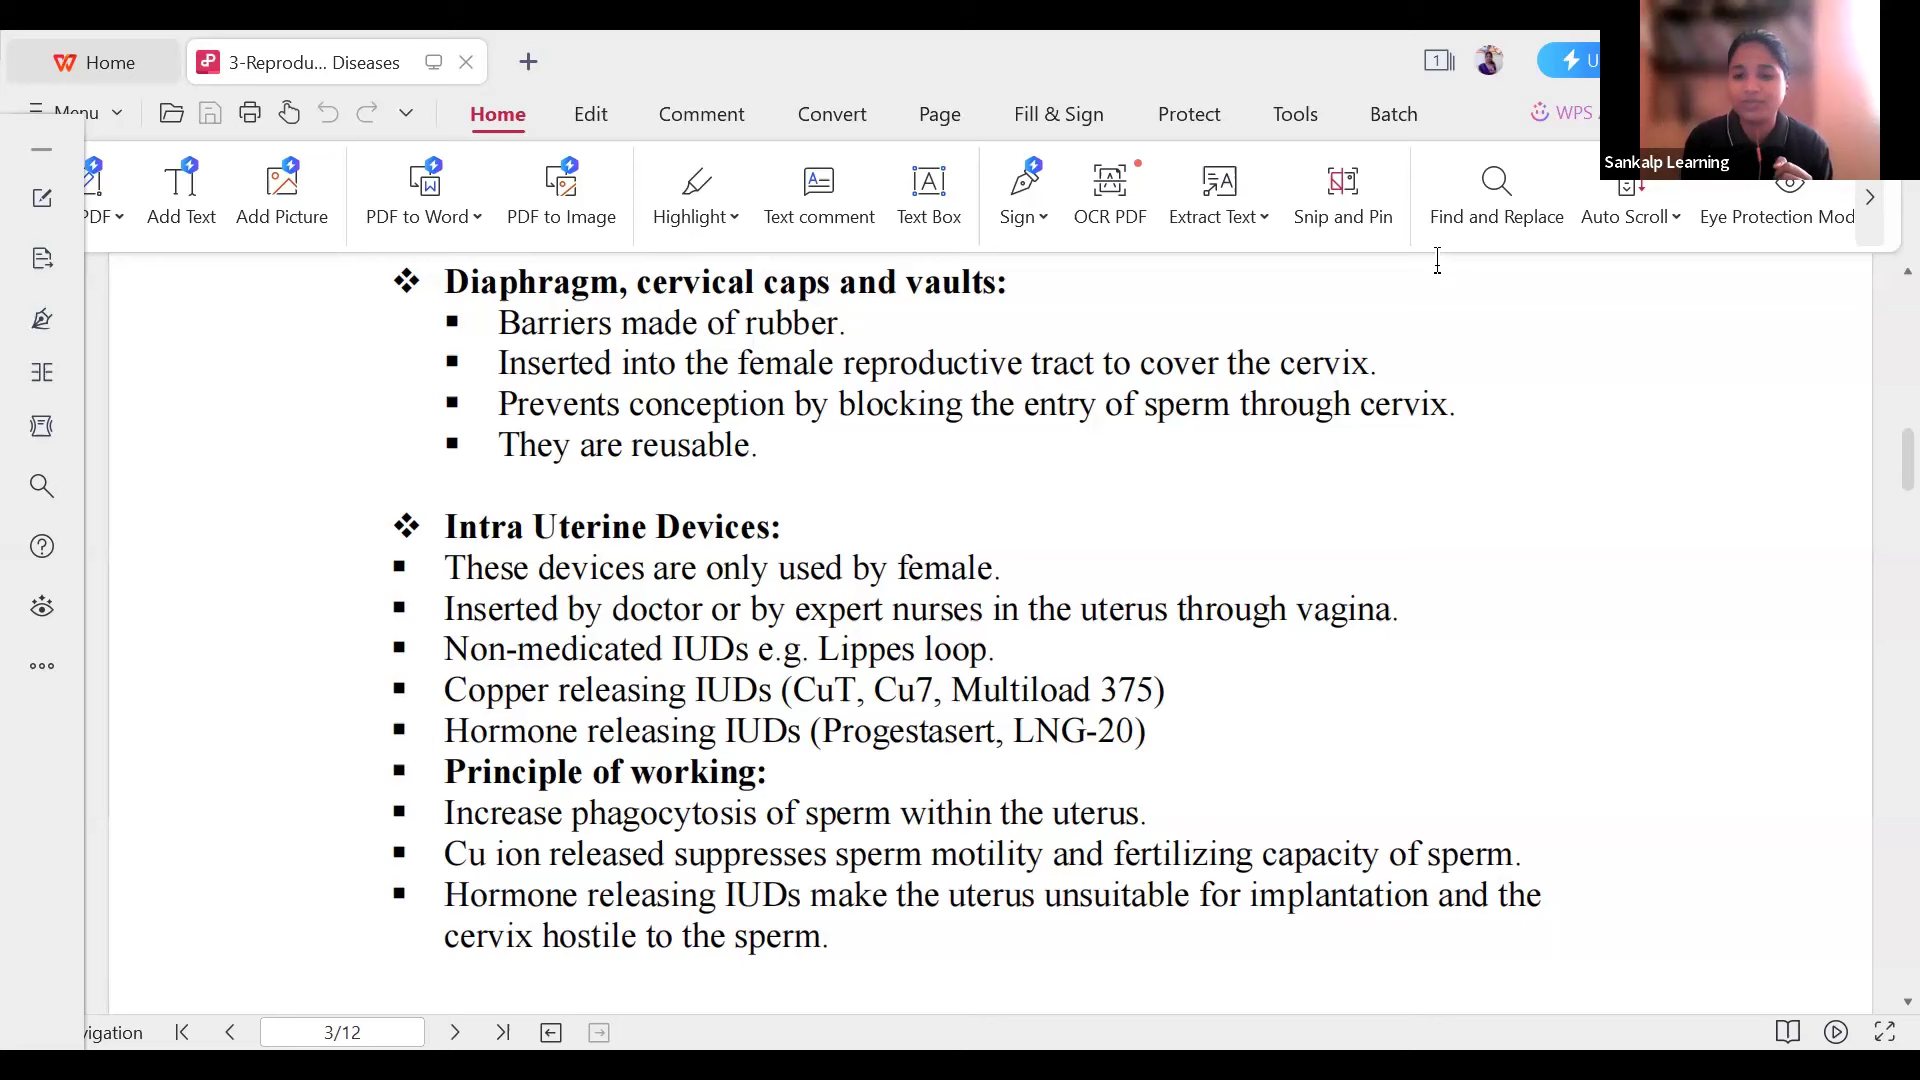 Home
3-Reprodu... Diseases
1
U
Menu
Home
Edit
Comment
Convert
Page
Fill & Sign
Protect
Tools
Batch
WPS
Sankalp Learning
PDF
Add Text
Add Picture
PDF to Word
PDF to Image
Highlight
Text comment
Text Box
Sign
OCR PDF
Extract Text
Snip and Pin
Find and Replace
Auto Scroll
Eye Protection Mod
❖ Diaphragm, cervical caps and vaults:
▪ Barriers made of rubber.
▪ Inserted into the female reproductive tract to cover the cervix.
▪ Prevents conception by blocking the entry of sperm through cervix.
▪ They are reusable.
❖ Intra Uterine Devices:
▪ These devices are only used by female.
▪ Inserted by doctor or by expert nurses in the uterus through vagina.
▪ Non-medicated IUDs e.g. Lippes loop.
▪ Copper releasing IUDs (CuT, Cu7, Multiload 375)
▪ Hormone releasing IUDs (Progestasert, LNG-20)
▪ Principle of working:
▪ Increase phagocytosis of sperm within the uterus.
▪ Cu ion released suppresses sperm motility and fertilizing capacity of sperm.
▪ Hormone releasing IUDs make the uterus unsuitable for implantation and the
cervix hostile to the sperm.
vigation
3/12